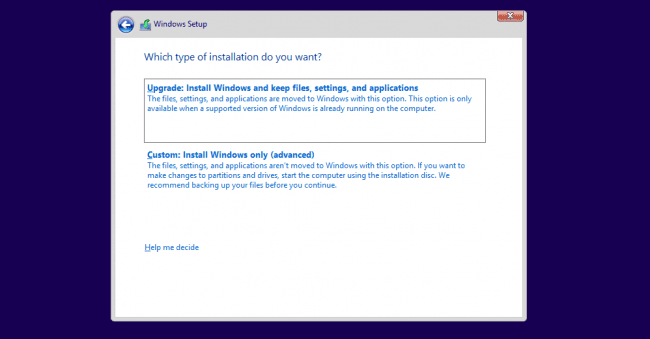 Windows Setup
Which type of installation do you want?
Upgrade: Install Windows and keep files, settings, and applications
The files, settings, and applications are moved to Windows with this option. This option is only
available when a supported version of Windows is already running on the computer.
Custom: Install Windows only (advanced)
The files, settings, and applications aren't moved to Windows with this option. If you want to
make changes to partitions and drives, start the computer using the installation disc. We
recommend backing up your files before you continue.
Help me decide